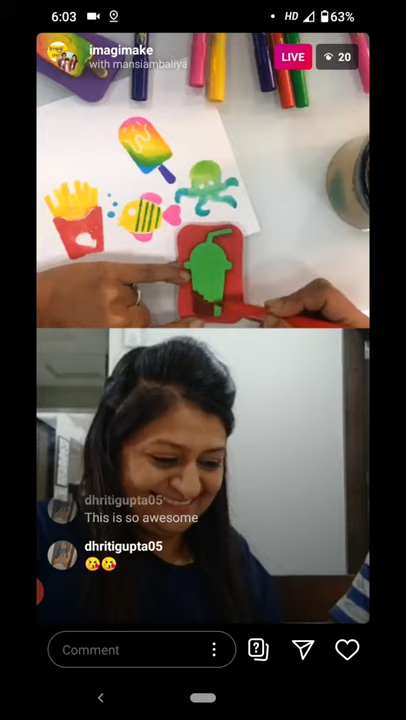 6:03
HD
63%
imagimake
with mansiambaliya
LIVE
20
dhritigupta05
This is so awesome
dhritigupta05
😘😘
Comment